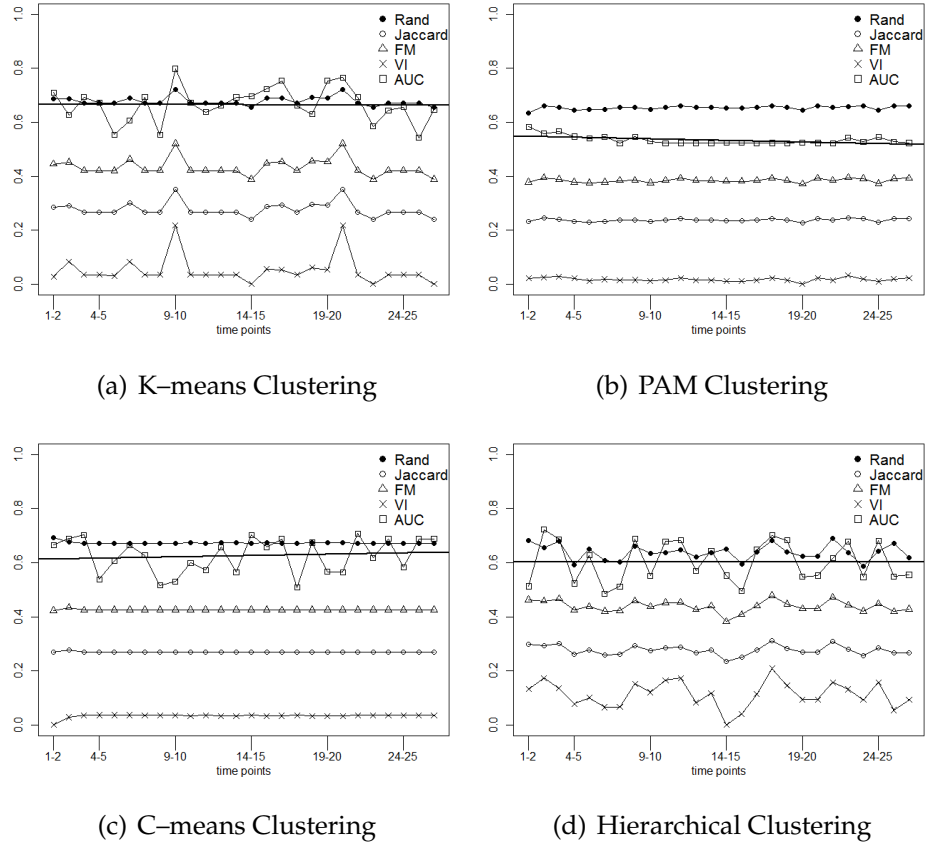 1.0
0.8
0.6
0.4
0.2
0.0
Rand
Jaccard
FM
VI
AUC
1-2
4-5
9-10
14-15
19-20
24-25
time points
(a) K–means Clustering
1.0
0.8
0.6
0.4
0.2
0.0
Rand
Jaccard
FM
VI
AUC
1-2
4-5
9-10
14-15
19-20
24-25
time points
(b) PAM Clustering
1.0
0.8
0.6
0.4
0.2
0.0
Rand
Jaccard
FM
VI
AUC
1-2
4-5
9-10
14-15
19-20
24-25
time points
(c) C–means Clustering
1.0
0.8
0.6
0.4
0.2
0.0
Rand
Jaccard
FM
VI
AUC
1-2
4-5
9-10
14-15
19-20
24-25
time points
(d) Hierarchical Clustering